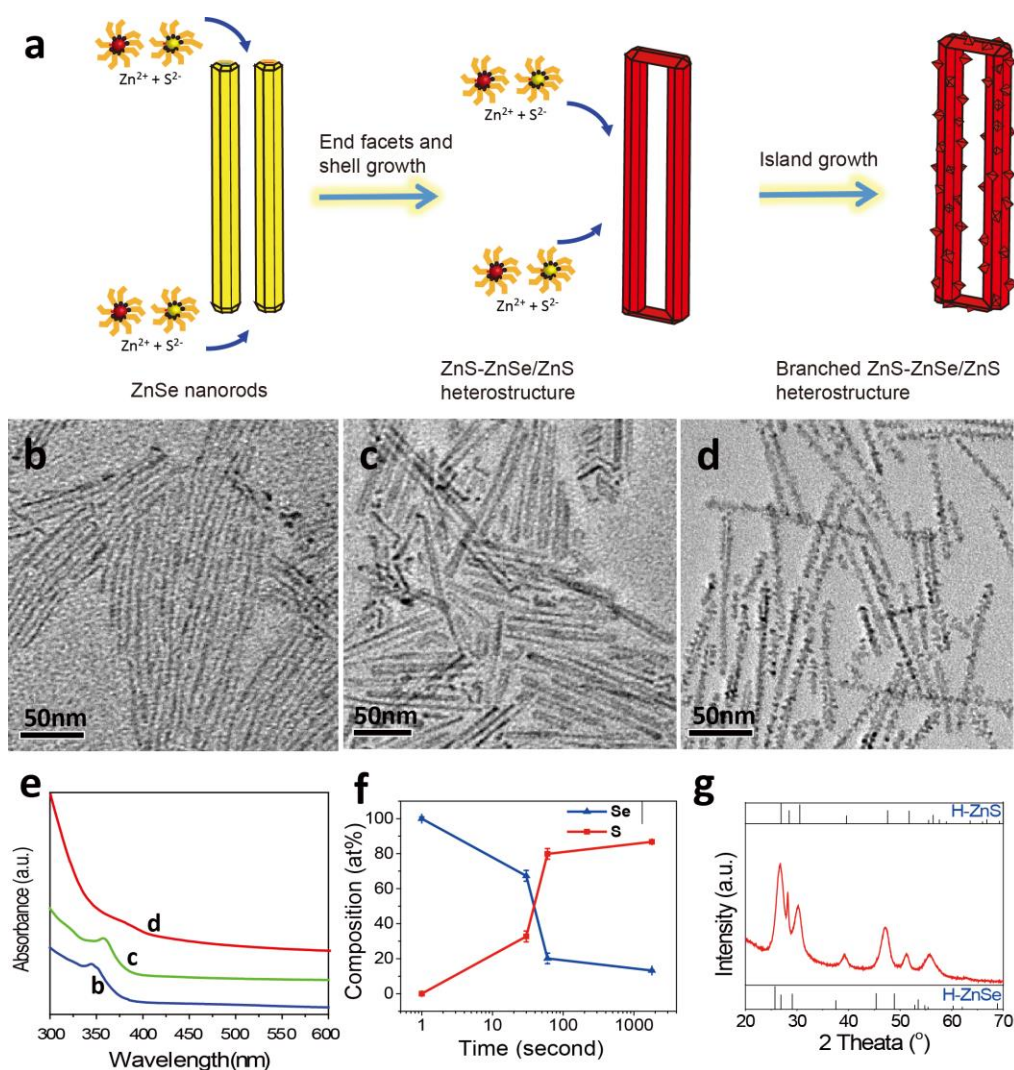 a
Zn²⁺ + S²⁻
End facets and
shell growth
Zn²⁺ + S²⁻
Island growth
Zn²⁺ + S²⁻
Zn²⁺ + S²⁻
ZnSe nanorods
ZnS-ZnSe/ZnS
heterostructure
Branched ZnS-ZnSe/ZnS
heterostructure
b
50nm
c
50nm
d
50nm
e
Absorbance (a.u.)
d
c
b
300 350 400 450 500 550 600
Wavelength(nm)
f
Composition (at%)
100
80
60
40
20
0
Se
S
1 10 100 1000
Time (second)
g
Intensity (a.u.)
H-ZnS
H-ZnSe
20 30 40 50 60 70
2 Theata (°)